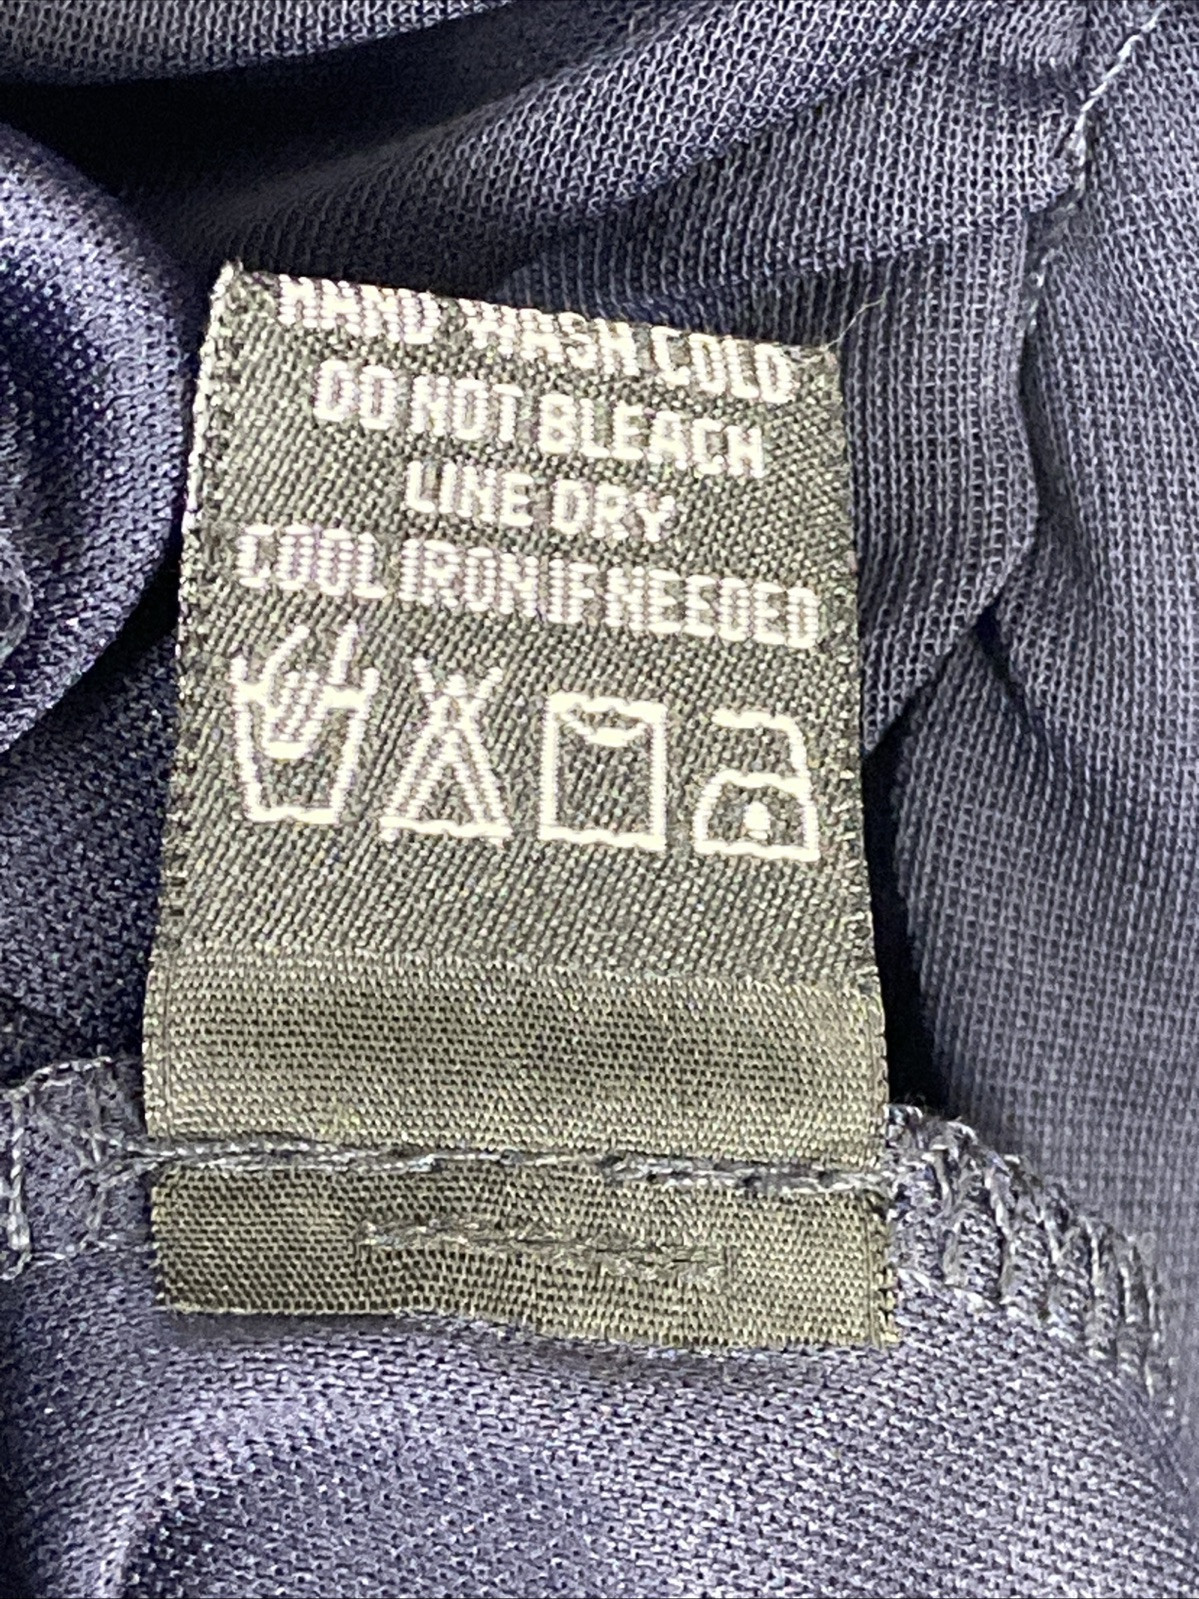 HAND WASH COLD
DO NOT BLEACH
LINE DRY
COOL IRON IF NEEDED